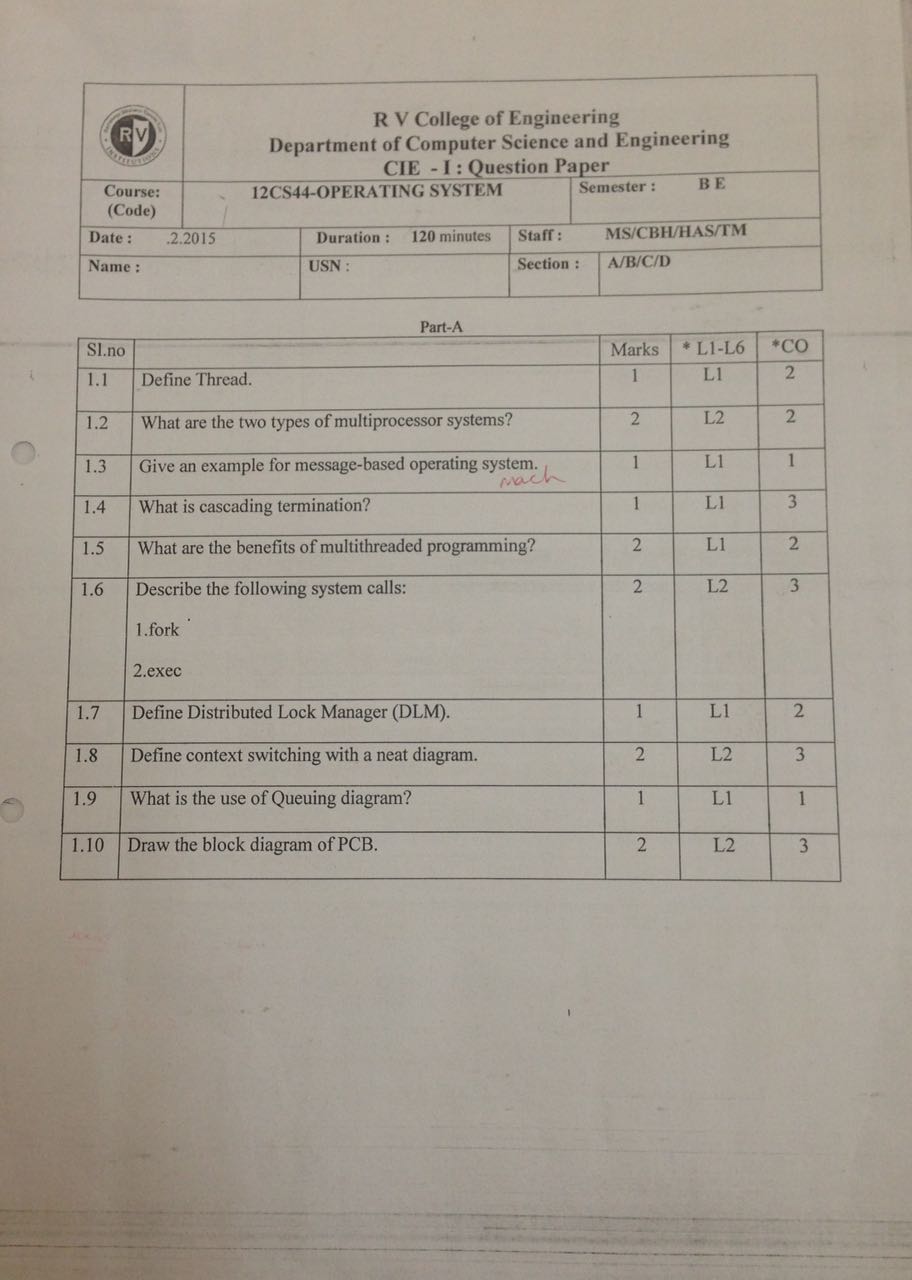 RV
R V College of Engineering
Department of Computer Science and Engineering
CIE - I : Question Paper
Course: (Code) 12CS44-OPERATING SYSTEM Semester : B E
Date : .2.2015 Duration : 120 minutes Staff : MS/CBH/HAS/TM
Name : USN : Section : A/B/C/D
Part-A
Sl.no Marks * L1-L6 *CO
1.1 Define Thread. 1 L1 2
1.2 What are the two types of multiprocessor systems? 2 L2 2
1.3 Give an example for message-based operating system. 1 L1 1
Mach
1.4 What is cascading termination? 1 L1 3
1.5 What are the benefits of multithreaded programming? 2 L1 2
1.6 Describe the following system calls: 2 L2 3
1.fork
2.exec
1.7 Define Distributed Lock Manager (DLM). 1 L1 2
1.8 Define context switching with a neat diagram. 2 L2 3
1.9 What is the use of Queuing diagram? 1 L1 1
1.10 Draw the block diagram of PCB. 2 L2 3